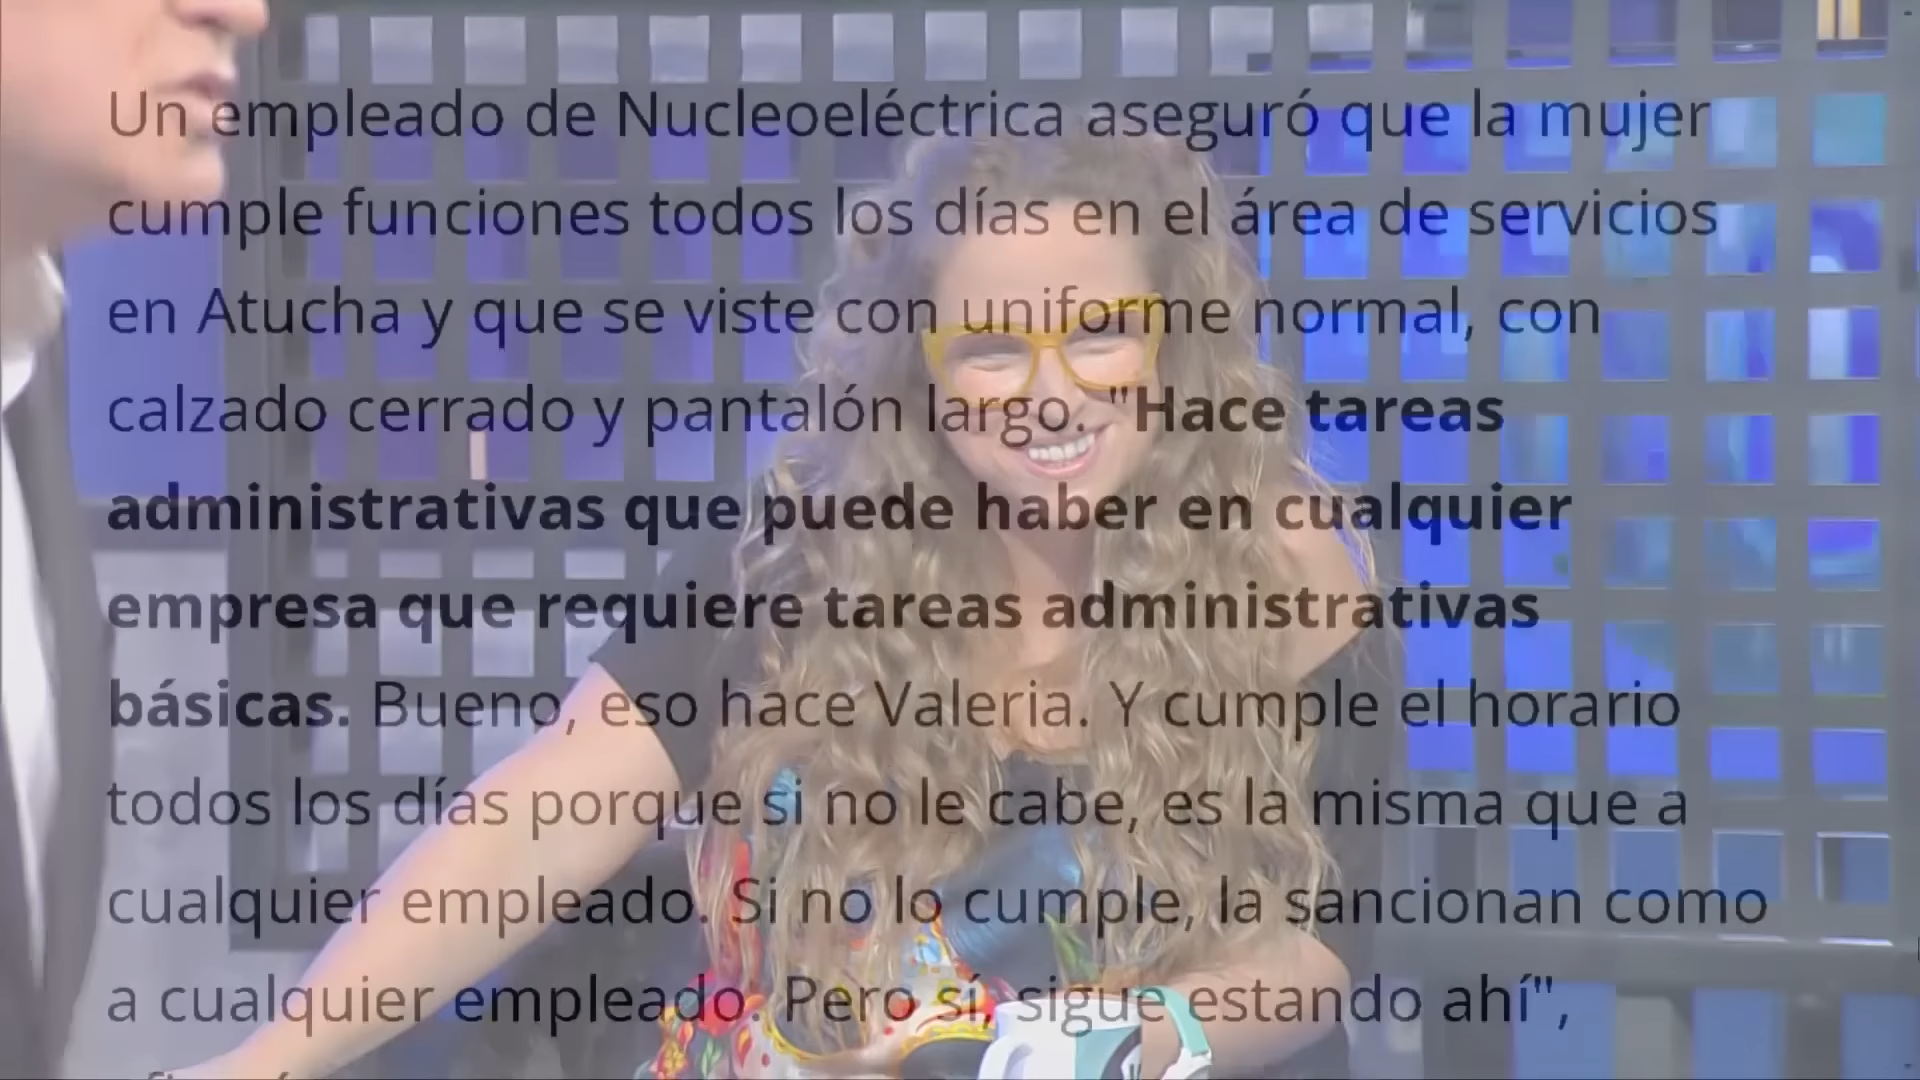 Un empleado de Nucleoeléctrica aseguró que la mujer
cumple funciones todos los días en el área de servicios
en Atucha y que se viste con uniforme normal, con
calzado cerrado y pantalón largo. "Hace tareas
administrativas que puede haber en cualquier
empresa que requiere tareas administrativas
básicas. Bueno, eso hace Valeria. Y cumple el horario
todos los días porque si no le cabe, es la misma que a
cualquier empleado. Si no lo cumple, la sancionan como
a cualquier empleado. Pero sí, sigue estando ahí",